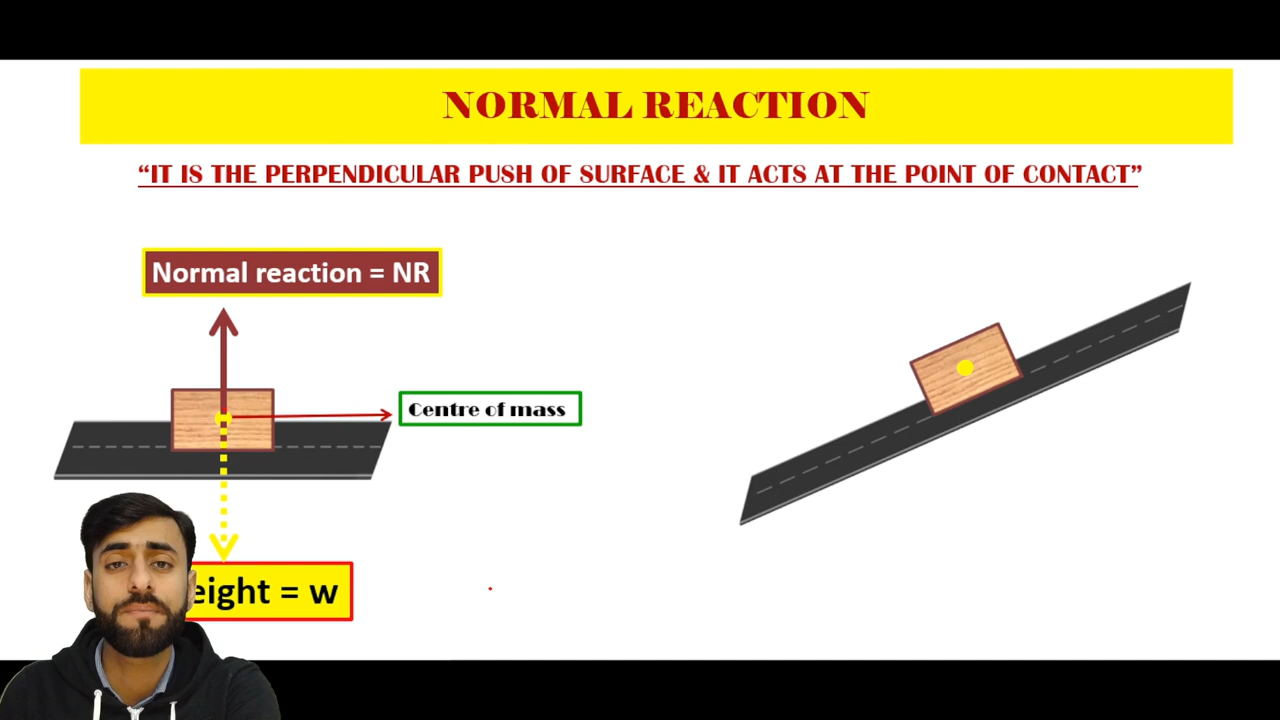 NORMAL REACTION
“IT IS THE PERPENDICULAR PUSH OF SURFACE & IT ACTS AT THE POINT OF CONTACT”
Normal reaction = NR
Centre of mass
eight = w